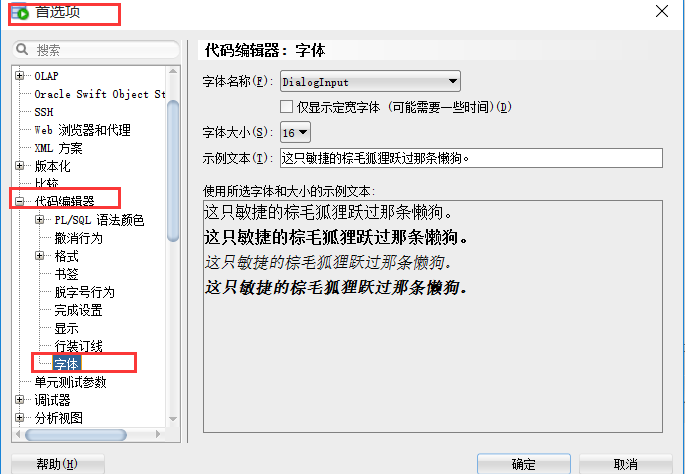 首选项
搜索
OLAP
Oracle Swift Object St
SSH
Web 浏览器和代理
XML 方案
版本化
比较
代码编辑器
PL/SQL 语法颜色
撤消行为
格式
书签
脱字号行为
完成设置
显示
行装订线
字体
单元测试参数
调试器
分析视图
代码编辑器: 字体
字体名称(F): DialogInput
仅显示定宽字体 (可能需要一些时间)(D)
字体大小(S): 16
示例文本(T): 这只敏捷的棕毛狐狸跃过那条懒狗。
使用所选字体和大小的示例文本:
这只敏捷的棕毛狐狸跃过那条懒狗。
这只敏捷的棕毛狐狸跃过那条懒狗。
这只敏捷的棕毛狐狸跃过那条懒狗。
这只敏捷的棕毛狐狸跃过那条懒狗。
帮助(H)
确定
取消